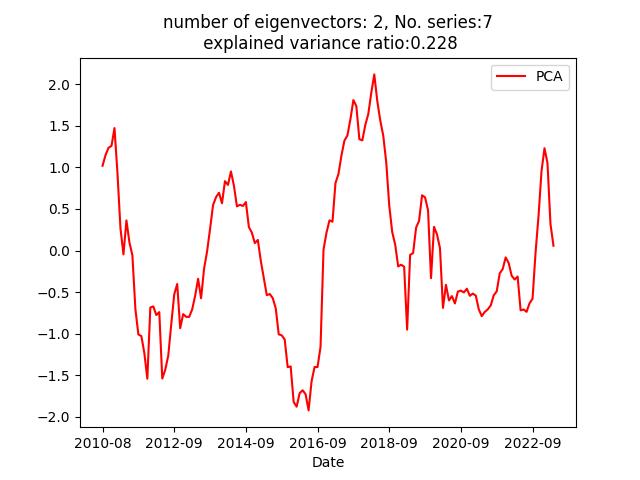 number of eigenvectors: 2, No. series:7
explained variance ratio:0.228
PCA
2.0
1.5
1.0
0.5
0.0
−0.5
−1.0
−1.5
−2.0
2010-08 2012-09 2014-09 2016-09 2018-09 2020-09 2022-09
Date